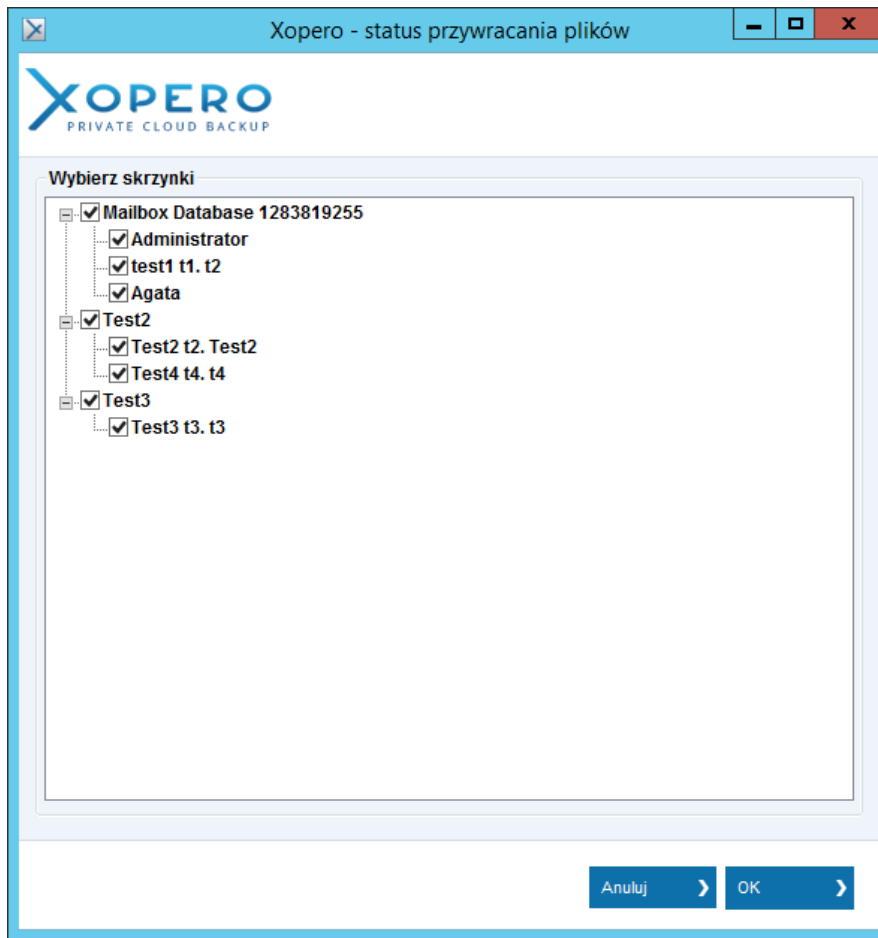 Xopero - status przywracania plików
XOPERO
PRIVATE CLOUD BACKUP
Wybierz skrzynki
Mailbox Database 1283819255
Administrator
test1 t1. t2
Agata
Test2
Test2 t2. Test2
Test4 t4. t4
Test3
Test3 t3. t3
Anuluj
OK